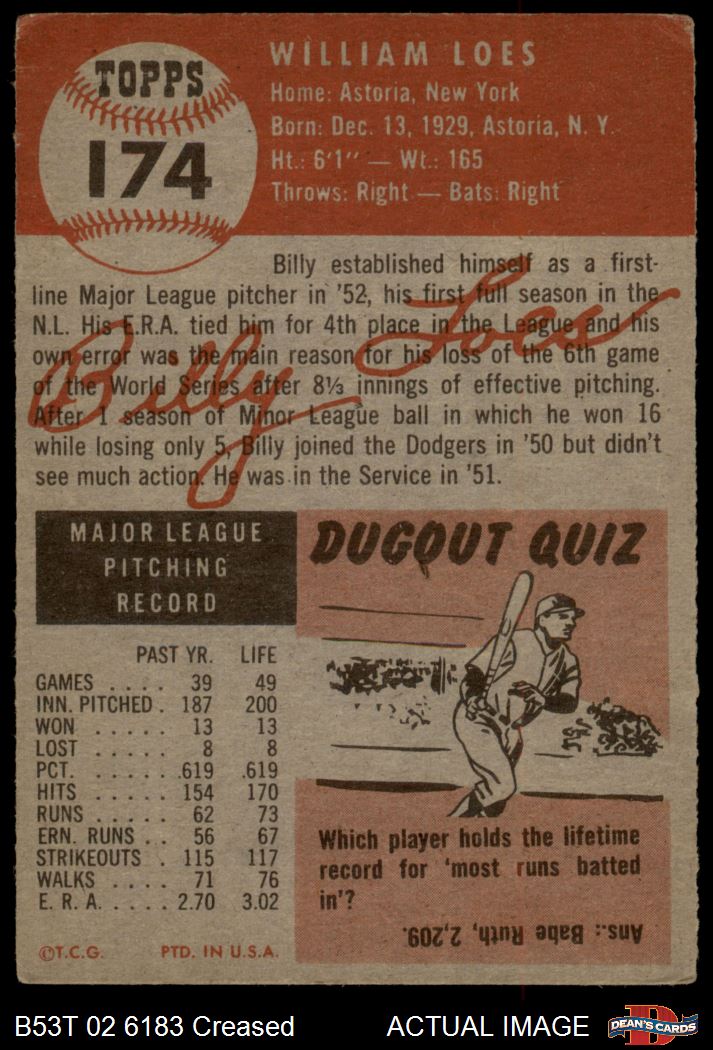 TOPPS
174
WILLIAM LOES
Home: Astoria, New York
Born: Dec. 13, 1929, Astoria, N. Y.
Ht.: 6'1" — Wt.: 165
Throws: Right — Bats: Right
Billy established himself as a first-
line Major League pitcher in '52, his first full season in the
N.L. His E.R.A. tied him for 4th place in the League and his
own error was the main reason for his loss of the 6th game
of the World Series after 8⅓ innings of effective pitching.
After 1 season of Minor League ball in which he won 16
while losing only 5, Billy joined the Dodgers in '50 but didn't
see much action. He was in the Service in '51.
Billy Loes
MAJOR LEAGUE
PITCHING
RECORD
PAST YR. LIFE
GAMES . . . . 39 49
INN. PITCHED . 187 200
WON . . . . . 13 13
LOST . . . . . 8 8
PCT. . . . . . .619 .619
HITS . . . . . 154 170
RUNS . . . . . 62 73
ERN. RUNS . . 56 67
STRIKEOUTS . 115 117
WALKS . . . . 71 76
E. R. A. . . . . . 2.70 3.02
©T.C.G. PTD. IN U.S.A.
DUGOUT QUIZ
Which player holds the lifetime
record for 'most runs batted
in'?
Ans.: Babe Ruth, 2,209.
B53T 02 6183 Creased ACTUAL IMAGE
D
DEAN'S CARDS